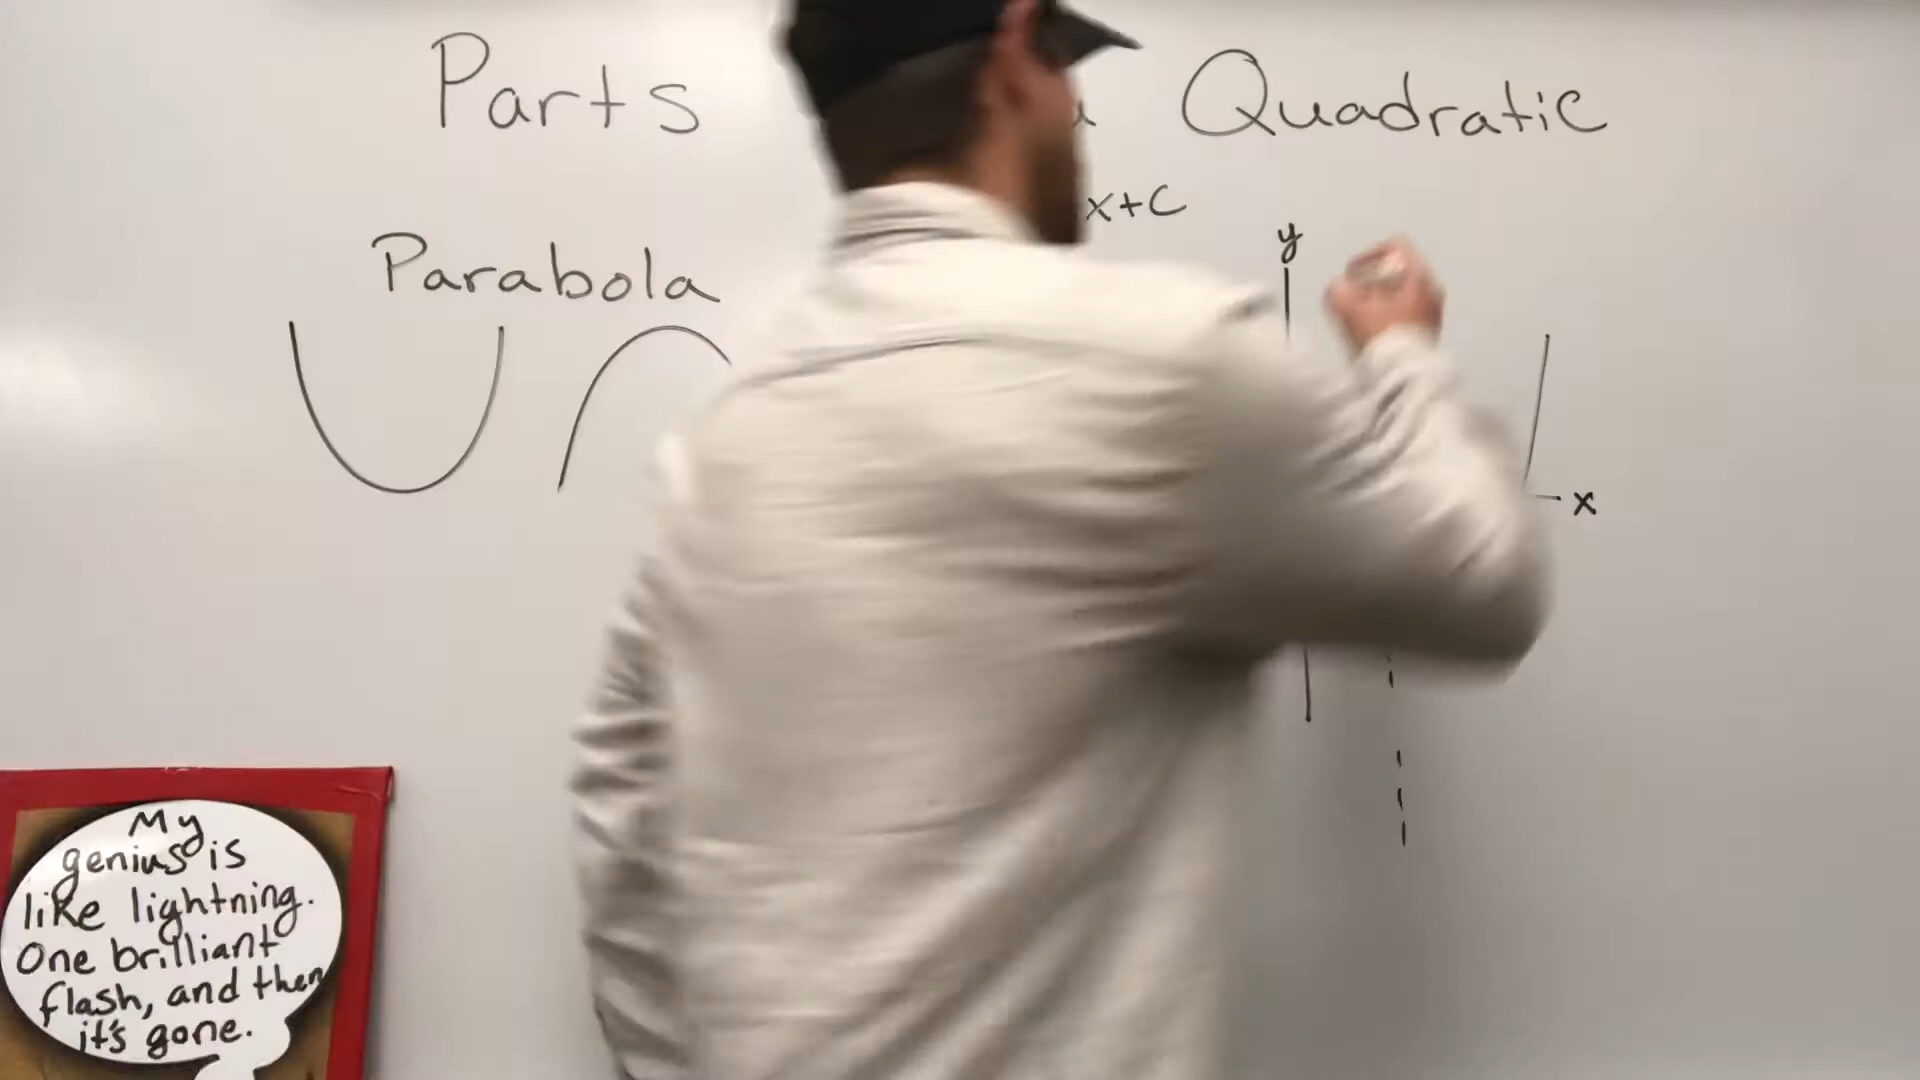 Parts Quadratic
x+c
Parabola
y
x
My
genius is
like lightning.
One brilliant
flash, and then
it's gone.